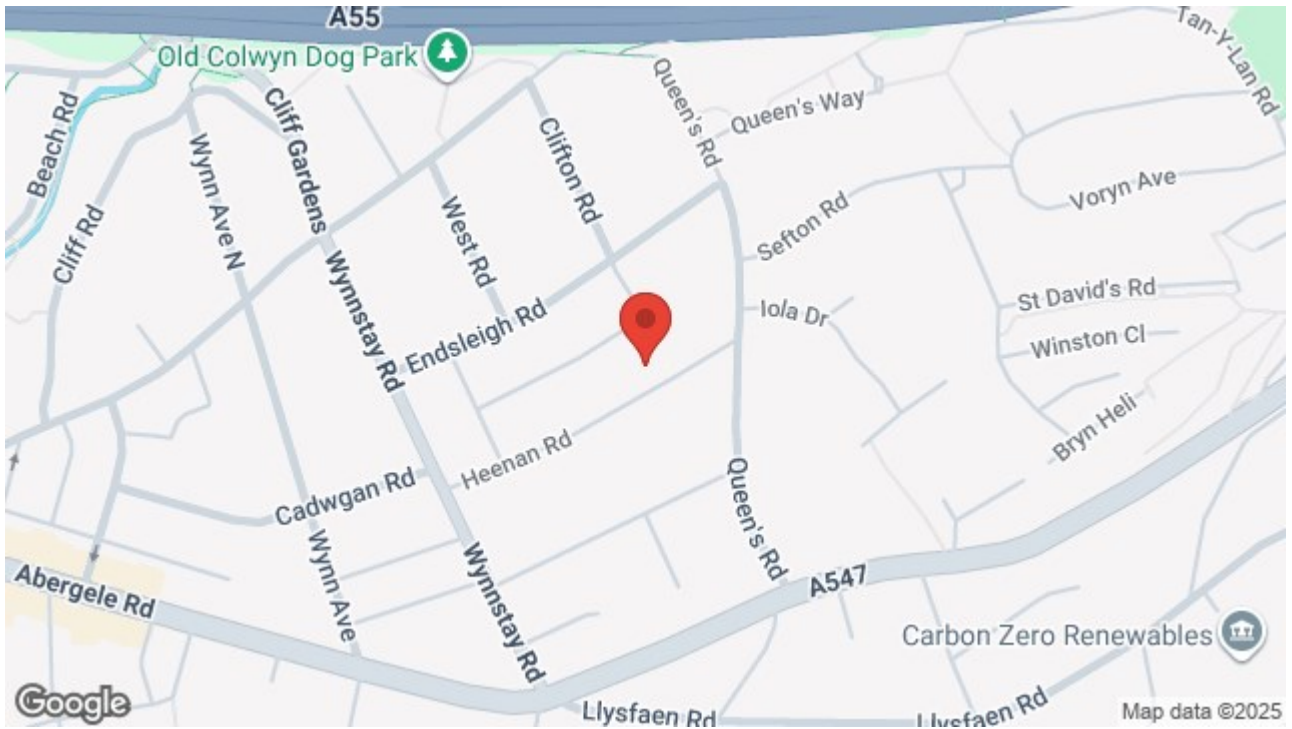 A55
Old Colwyn Dog Park
Tan-Y-Lan Rd
Beach Rd
Cliff Gardens
Queen's Rd
Queen's Way
Wynn Ave N
Clifton Rd
Voryn Ave
Cliff Rd
West Rd
Sefton Rd
Wynnstay Rd
Endsleigh Rd
Iola Dr
St David's Rd
Winston Cl
Heenan Rd
Bryn Heli
Cadwgan Rd
Queen's Rd
Wynn Ave
Wynnstay Rd
A547
Abergele Rd
Carbon Zero Renewables
Llysfaen Rd
Llysfaen Rd
Google
Map data ©2025